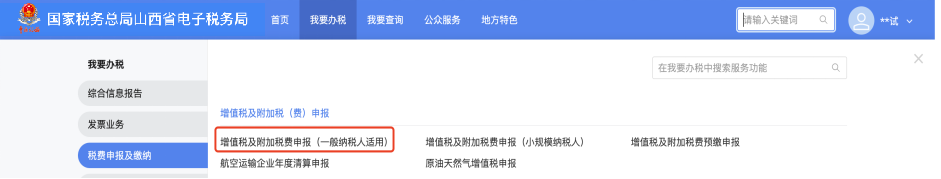 国家税务总局山西省电子税务局 首页 我要办税 我要查询 公众服务 地方特色 请输入关键词 **试
我要办税
在我要办税中搜索服务功能
综合信息报告
增值税及附加税（费）申报
发票业务
增值税及附加税费申报（一般纳税人适用） 增值税及附加税费申报（小规模纳税人） 增值税及附加税费预缴申报
税费申报及缴纳
航空运输企业年度清算申报 原油天然气增值税申报